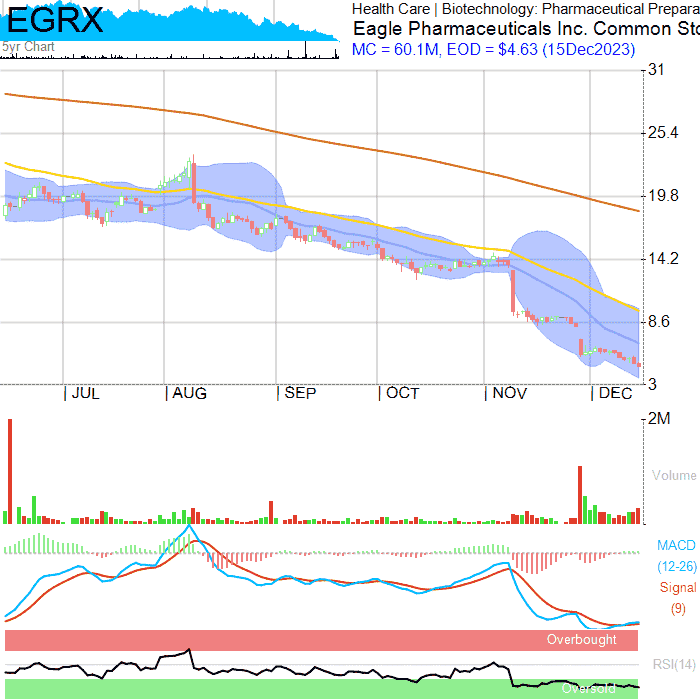 EGRX
5yr Chart
Health Care | Biotechnology: Pharmaceutical Prepara
Eagle Pharmaceuticals Inc. Common Sto
MC = 60.1M, EOD = $4.63 (15Dec2023)
31
25.4
19.8
14.2
8.6
3
| JUL | AUG | SEP | OCT | NOV | DEC
2M
Volume
MACD
(12-26)
Signal
(9)
Overbought
RSI(14)
Oversold